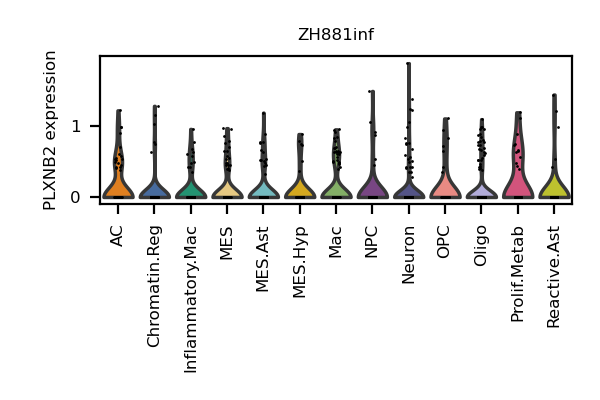 ZH881inf
PLXNB2 expression
1
0
AC
Chromatin.Reg
Inflammatory.Mac
MES
MES.Ast
MES.Hyp
Mac
NPC
Neuron
OPC
Oligo
Prolif.Metab
Reactive.Ast